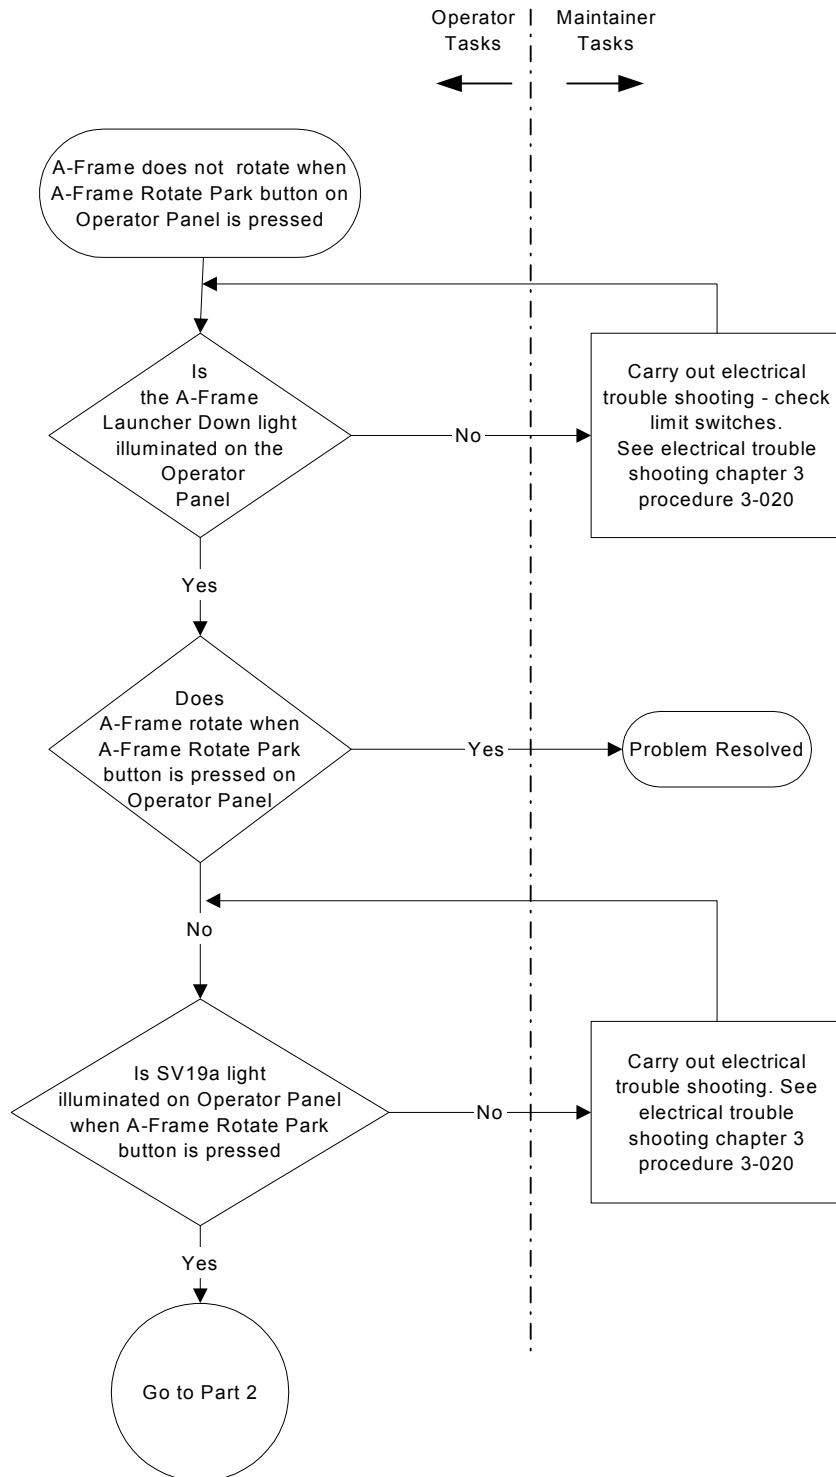 Operator
Tasks
Maintainer
Tasks
A-Frame does not rotate when
A-Frame Rotate Park button on
Operator Panel is pressed
Is
the A-Frame
Launcher Down light
illuminated on the
Operator
Panel
No
Carry out electrical
trouble shooting - check
limit switches.
See electrical trouble
shooting chapter 3
procedure 3-020
Yes
Does
A-Frame rotate when
A-Frame Rotate Park
button is pressed on
Operator Panel
Yes
Problem Resolved
No
Is SV19a light
illuminated on Operator Panel
when A-Frame Rotate Park
button is pressed
No
Carry out electrical
trouble shooting. See
electrical trouble
shooting chapter 3
procedure 3-020
Yes
Go to Part 2